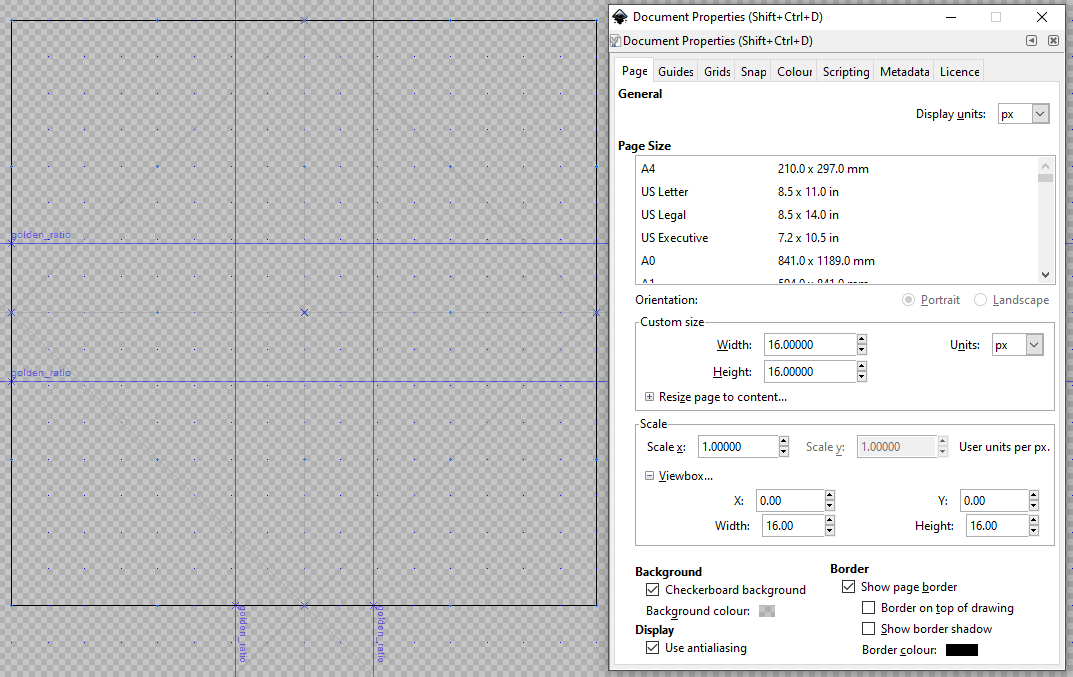 Document Properties (Shift+Ctrl+D)
Document Properties (Shift+Ctrl+D)
Page Guides Grids Snap Colour Scripting Metadata Licence
General
Display units: px
Page Size
A4 210.0 x 297.0 mm
US Letter 8.5 x 11.0 in
US Legal 8.5 x 14.0 in
US Executive 7.2 x 10.5 in
A0 841.0 x 1189.0 mm
A1 594.0 x 841.0 mm
Orientation: Portrait Landscape
Custom size
Width: 16.00000 Units: px
Height: 16.00000
Resize page to content...
Scale
Scale x: 1.00000 Scale y: 1.00000 User units per px.
Viewbox...
X: 0.00 Y: 0.00
Width: 16.00 Height: 16.00
Background
Checkerboard background
Background colour:
Display
Use antialiasing
Border
Show page border
Border on top of drawing
Show border shadow
Border colour:
golden_ratio
golden_ratio
golden_ratio
golden_ratio